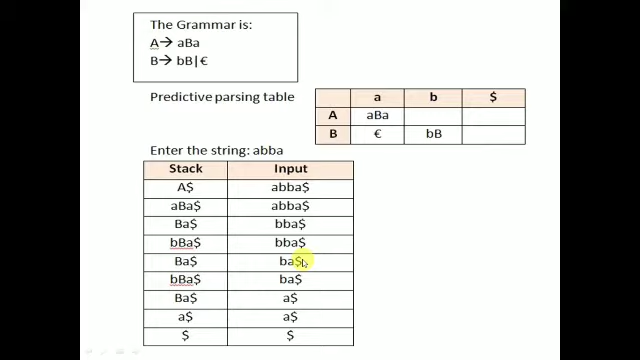 The Grammar is:
A→ aBa
B→ bB|€
Predictive parsing table
a b $
A aBa
B € bB
Enter the string: abba
Stack Input
A$ abba$
aBa$ abba$
Ba$ bba$
bBa$ bba$
Ba$ ba$
bBa$ ba$
Ba$ a$
a$ a$
$ $